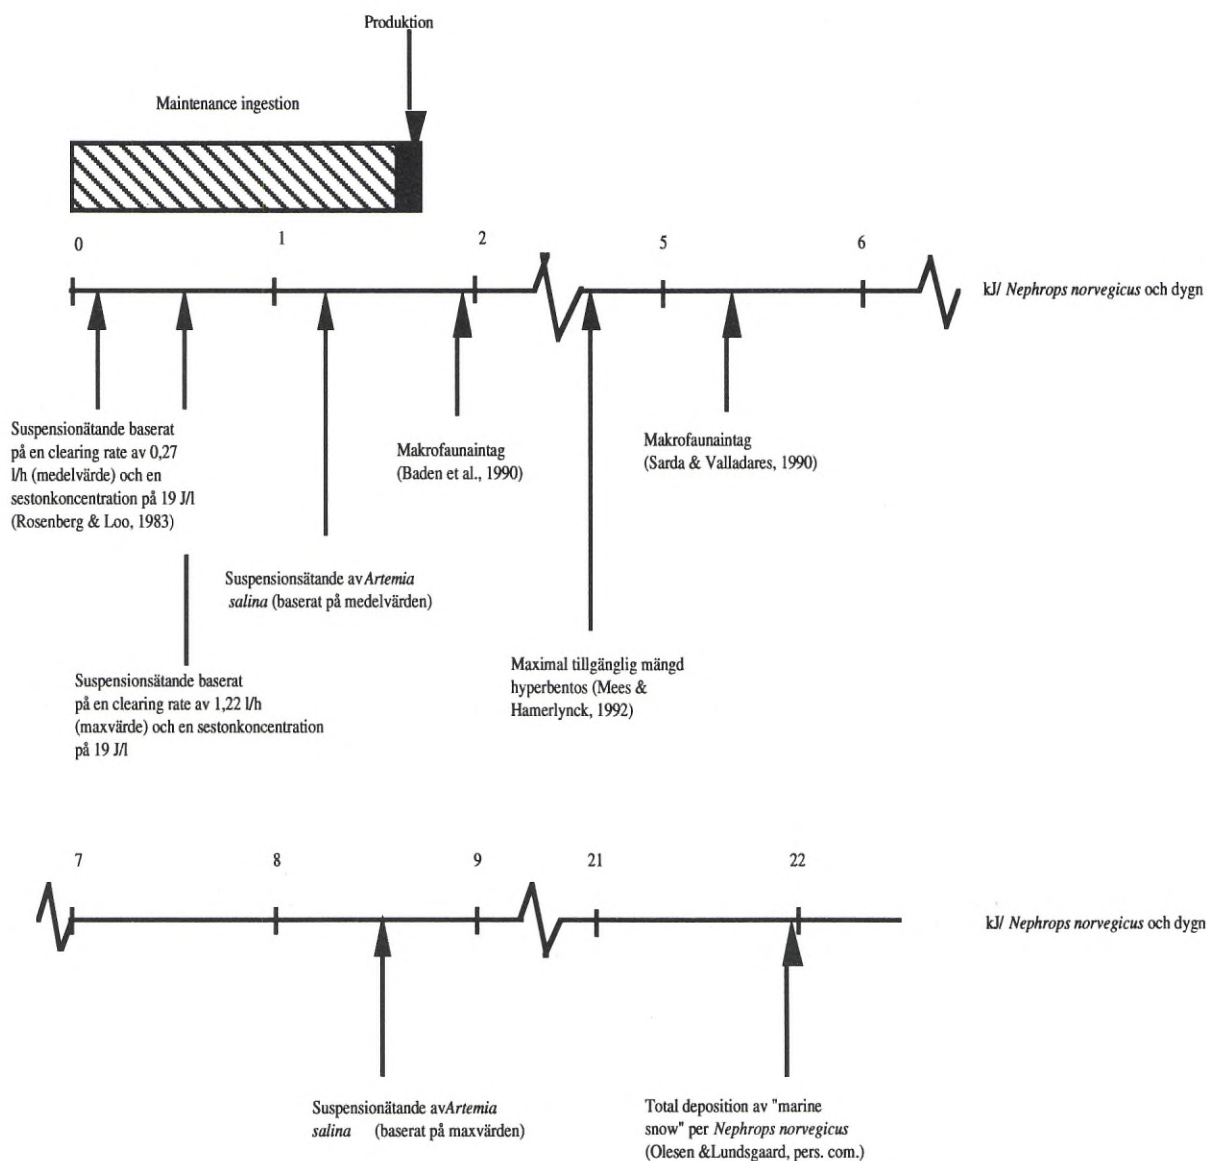 Produktion
Maintenance ingestion
0
1
2
5
6
kJ/ Nephrops norvegicus och dygn
Suspensionätande baserat
på en clearing rate av 0,27
l/h (medelvärde) och en
sestonkoncentration på 19 J/l
(Rosenberg & Loo, 1983)
Makrofaunaintag
(Baden et al., 1990)
Makrofaunaintag
(Sarda & Valladares, 1990)
Suspensionsätande av Artemia
salina (baserat på medelvärden)
Maximal tillgänglig mängd
hyperbentos (Mees &
Hamerlynck, 1992)
Suspensionsätande baserat
på en clearing rate av 1,22 l/h
(maxvärde) och en sestonkoncentration
på 19 J/l
7
8
9
21
22
kJ/ Nephrops norvegicus och dygn
Suspensionätande avArtemia
salina (baserat på maxvärden)
Total deposition av "marine
snow" per Nephrops norvegicus
(Olesen &Lundsgaard, pers. com.)